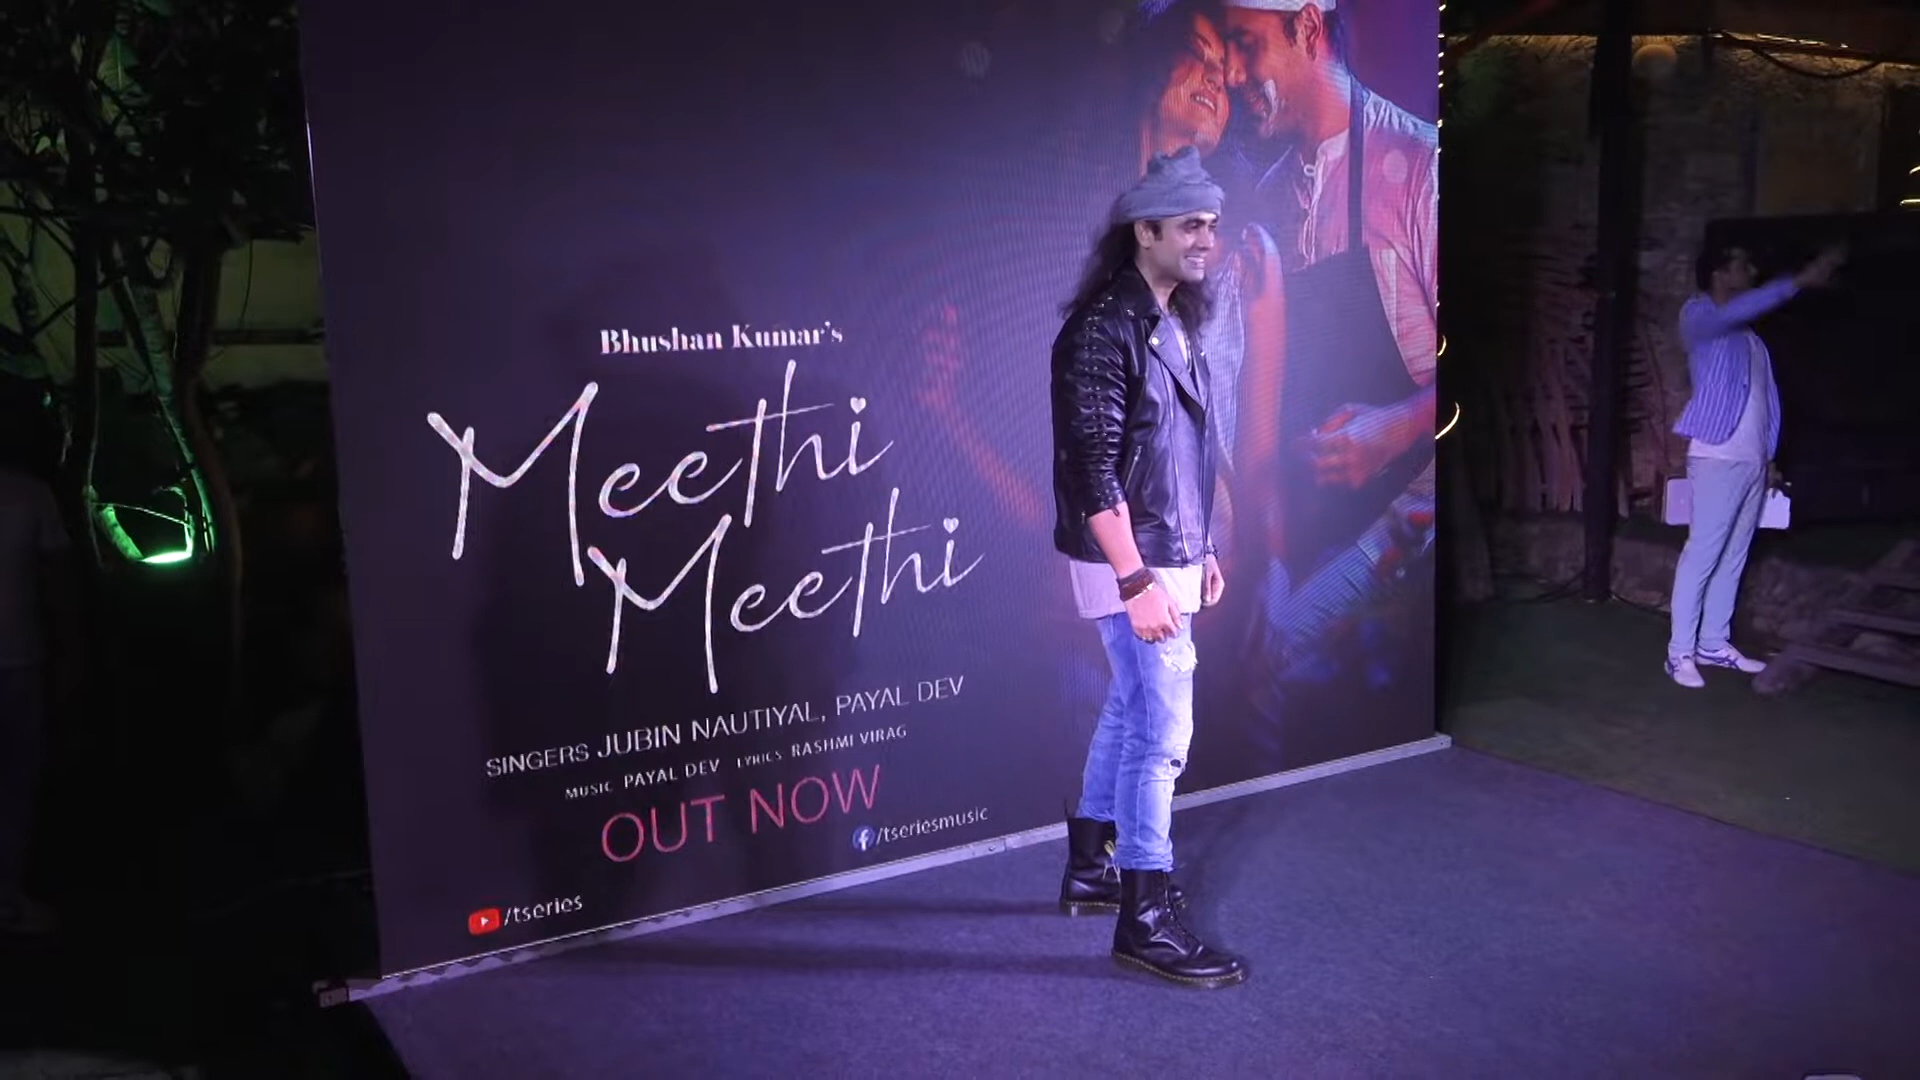 Bhushan Kumar's
Meethi
Meethi
SINGERS JUBIN NAUTIYAL, PAYAL DEV
MUSIC PAYAL DEV LYRICS RASHMI VIRAG
OUT NOW
/tseriesmusic
/tseries